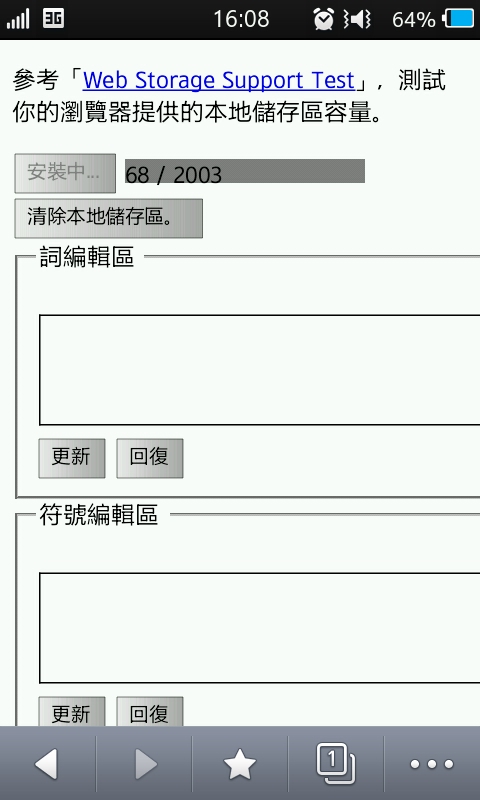 3G 16:08 64%
參考「Web Storage Support Test」，測試
你的瀏覽器提供的本地儲存區容量。
安裝中... 68 / 2003
清除本地儲存區。
詞編輯區
更新 回復
符號編輯區
更新 回復
1